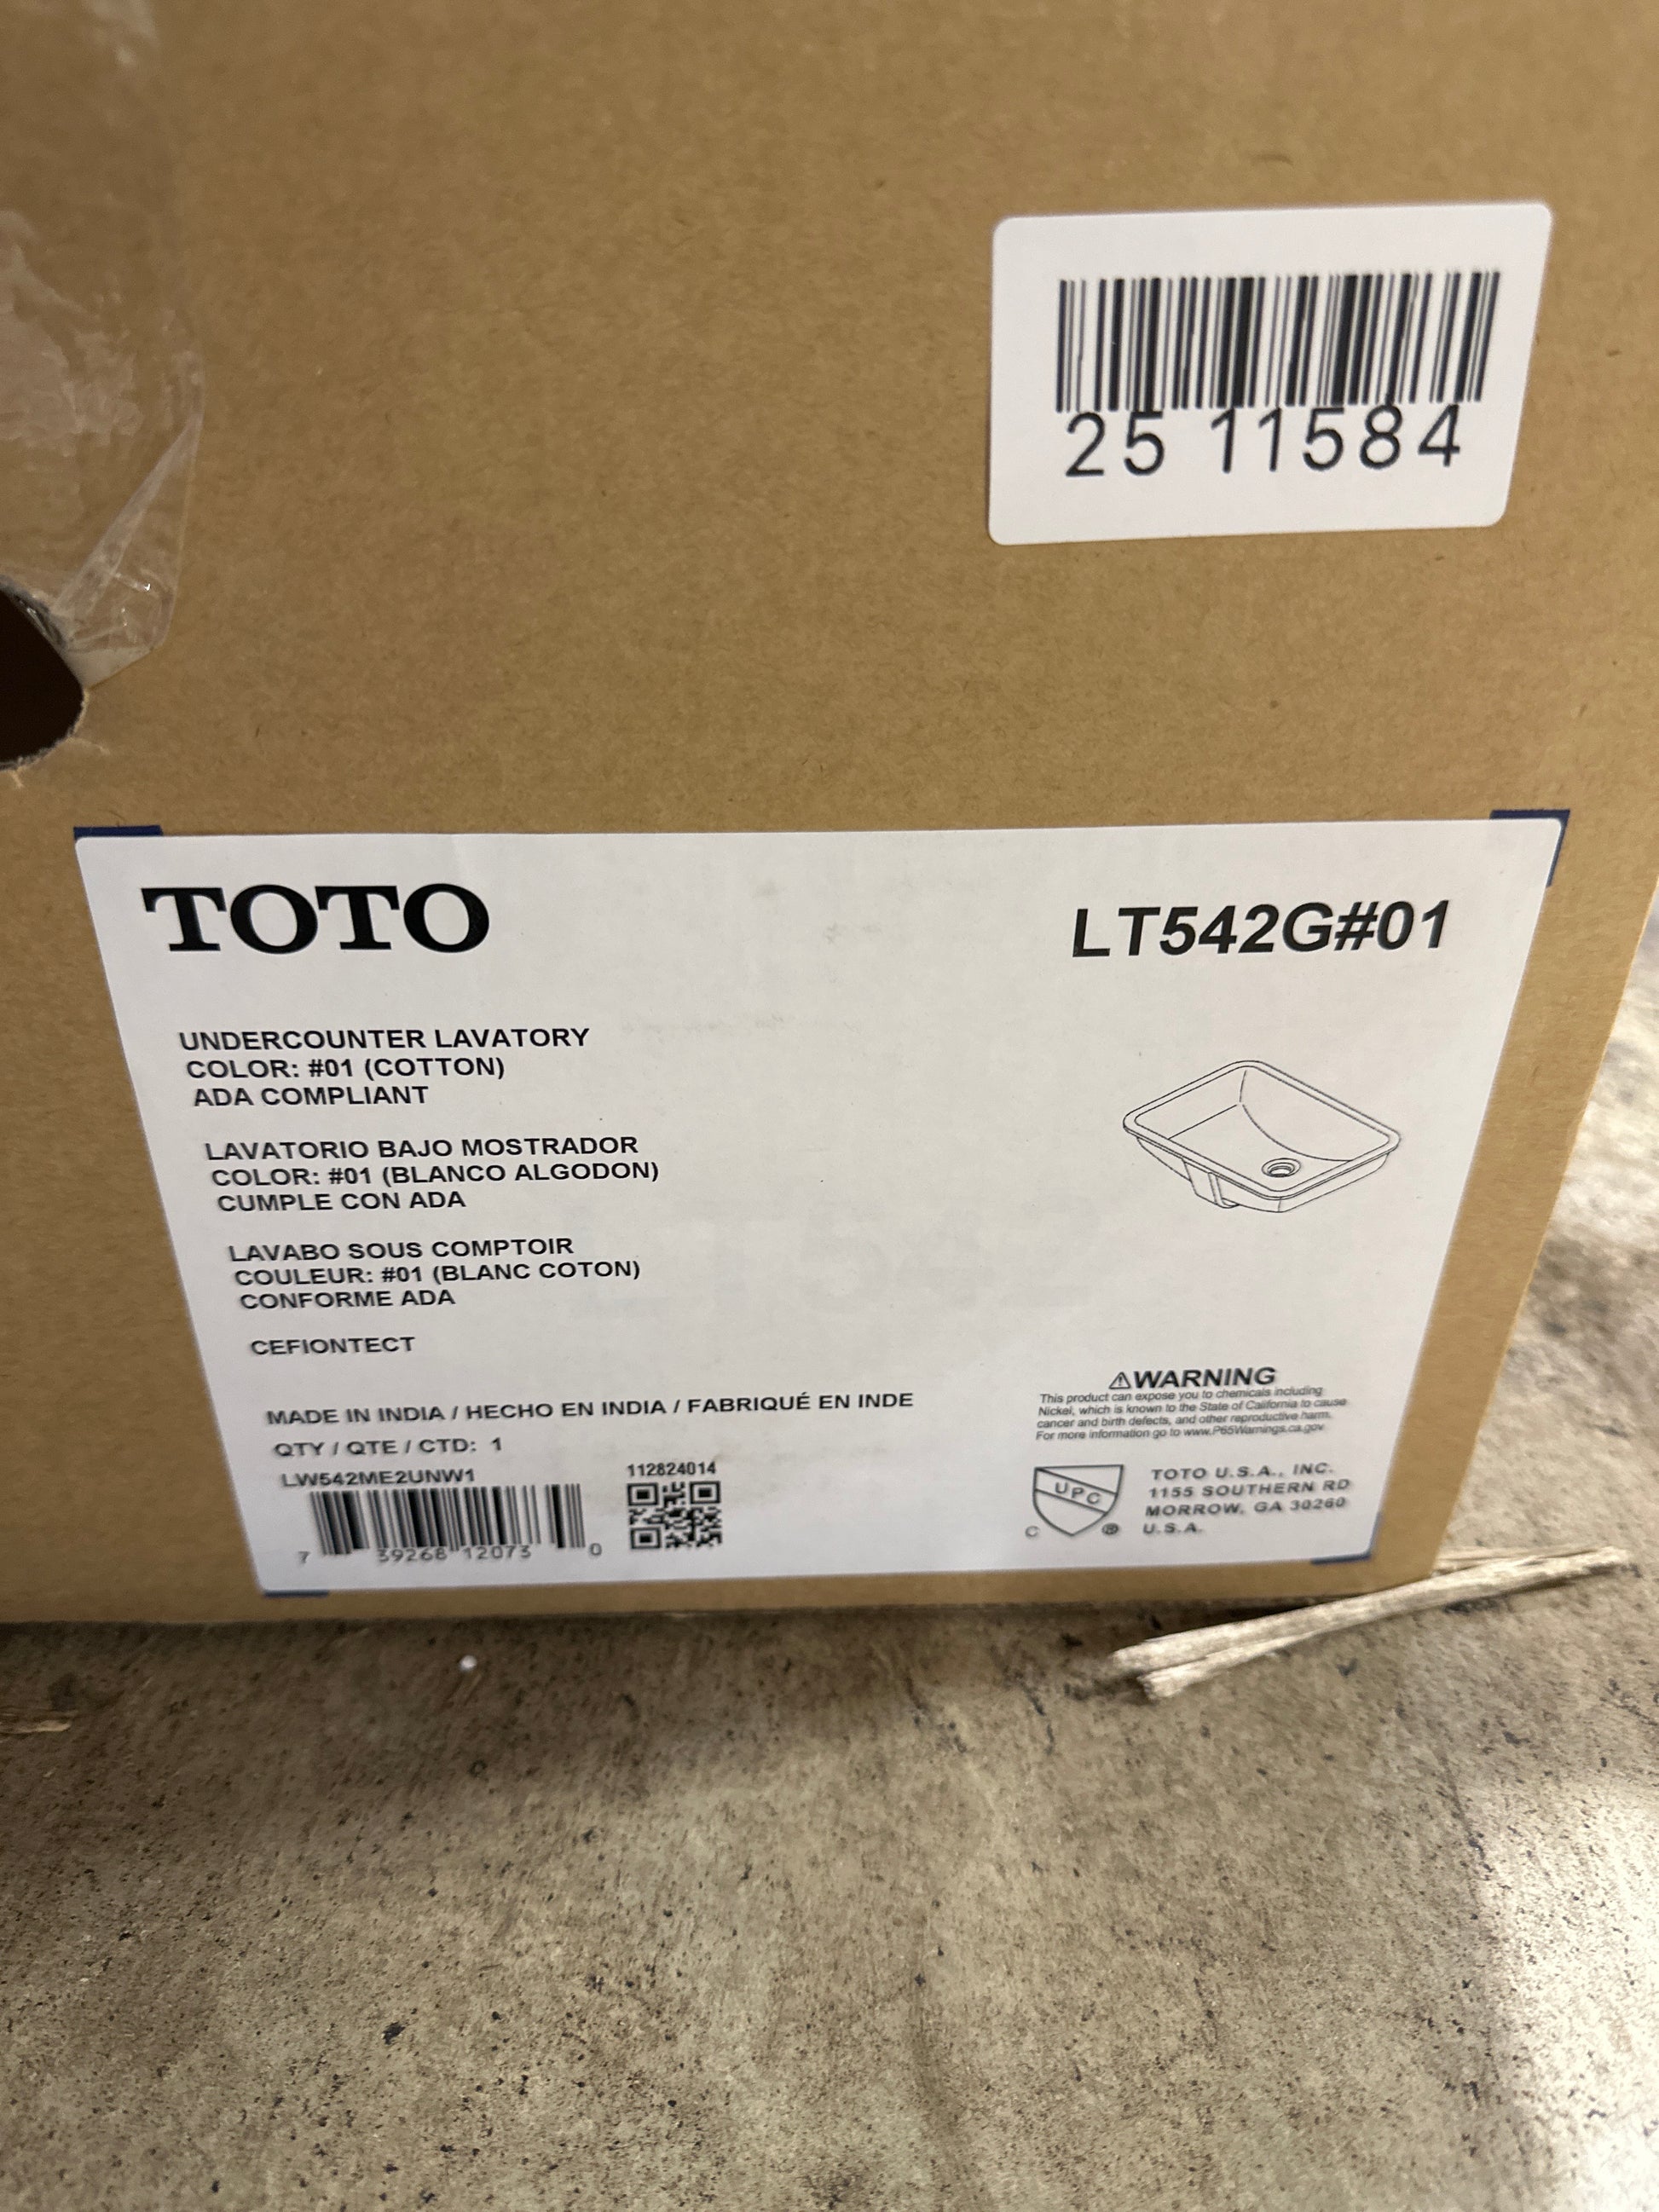 25 11584
TOTO
LT542G#01
UNDERCOUNTER LAVATORY
COLOR: #01 (COTTON)
ADA COMPLIANT
LAVATORIO BAJO MOSTRADOR
COLOR: #01 (BLANCO ALGODON)
CUMPLE CON ADA
LAVABO SOUS COMPTOIR
COULEUR: #01 (BLANC COTON)
CONFORME ADA
CEFIONTECT
MADE IN INDIA / HECHO EN INDIA / FABRIQUÉ EN INDE
QTY / QTE / CTD: 1
LW542ME2UNW1
7 39268 12073 0
112824014
⚠WARNING
This product can expose you to chemicals including
Nickel, which is known to the State of California to cause
cancer and birth defects, and other reproductive harm.
For more information go to www.P65Warnings.ca.gov
UPC
C ®
TOTO U.S.A., INC.
1155 SOUTHERN RD
MORROW, GA 30260
U.S.A.